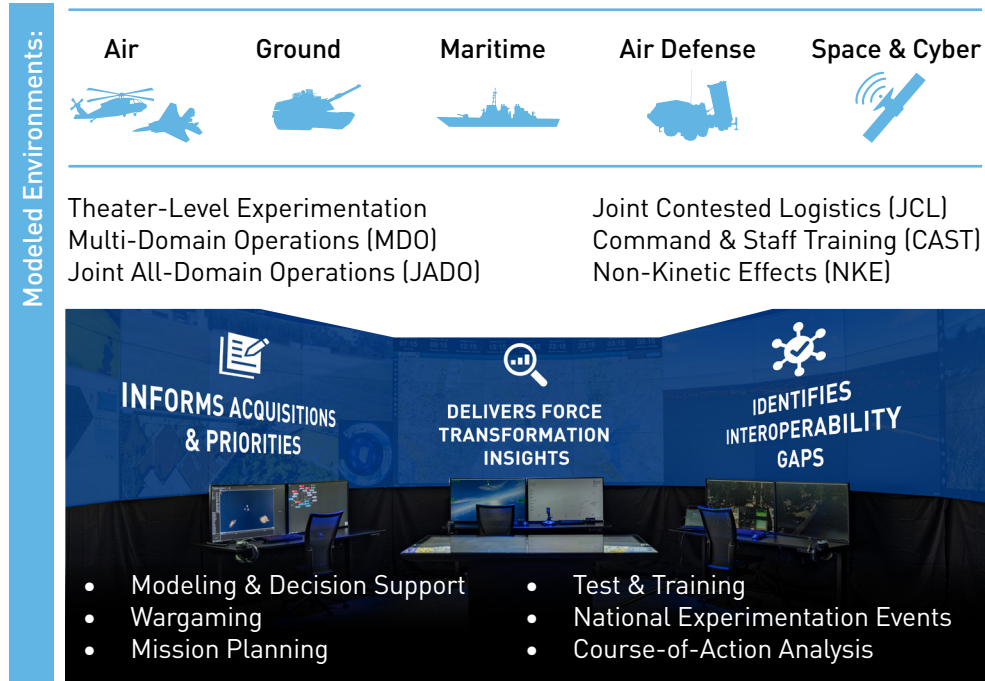 Modeled Environments:
Air
Ground
Maritime
Air Defense
Space & Cyber
Theater-Level Experimentation
Multi-Domain Operations (MDO)
Joint All-Domain Operations (JADO)
Joint Contested Logistics (JCL)
Command & Staff Training (CAST)
Non-Kinetic Effects (NKE)
INFORMS ACQUISITIONS
& PRIORITIES
DELIVERS FORCE
TRANSFORMATION
INSIGHTS
IDENTIFIES
INTEROPERABILITY
GAPS
• Modeling & Decision Support
• Wargaming
• Mission Planning
• Test & Training
• National Experimentation Events
• Course-of-Action Analysis